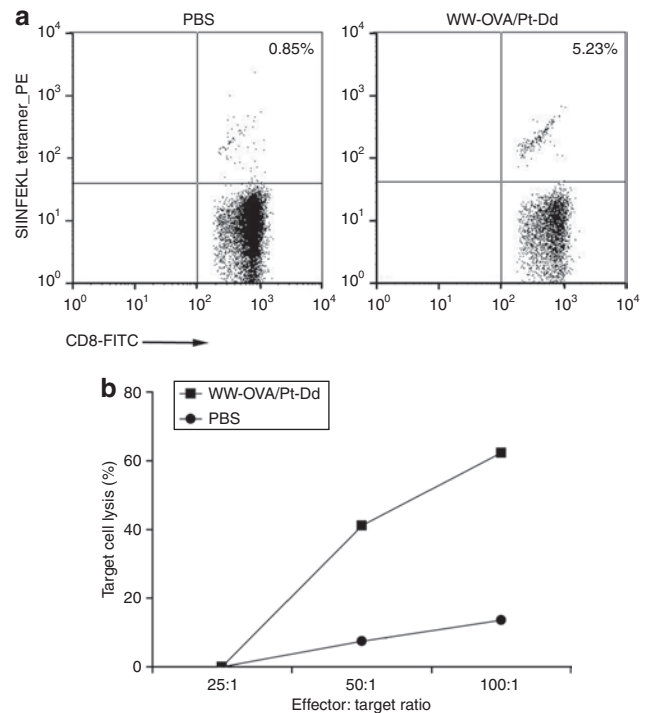 a
PBS
WW-OVA/Pt-Dd
SIINFEKL tetramer_PE
10⁴
10³
10²
10¹
10⁰
0.85%
10⁰ 10¹ 10² 10³ 10⁴
10⁴
10³
10²
10¹
10⁰
5.23%
10⁰ 10¹ 10² 10³ 10⁴
CD8-FITC
b
WW-OVA/Pt-Dd
PBS
Target cell lysis (%)
80
60
40
20
0
25:1 50:1 100:1
Effector: target ratio